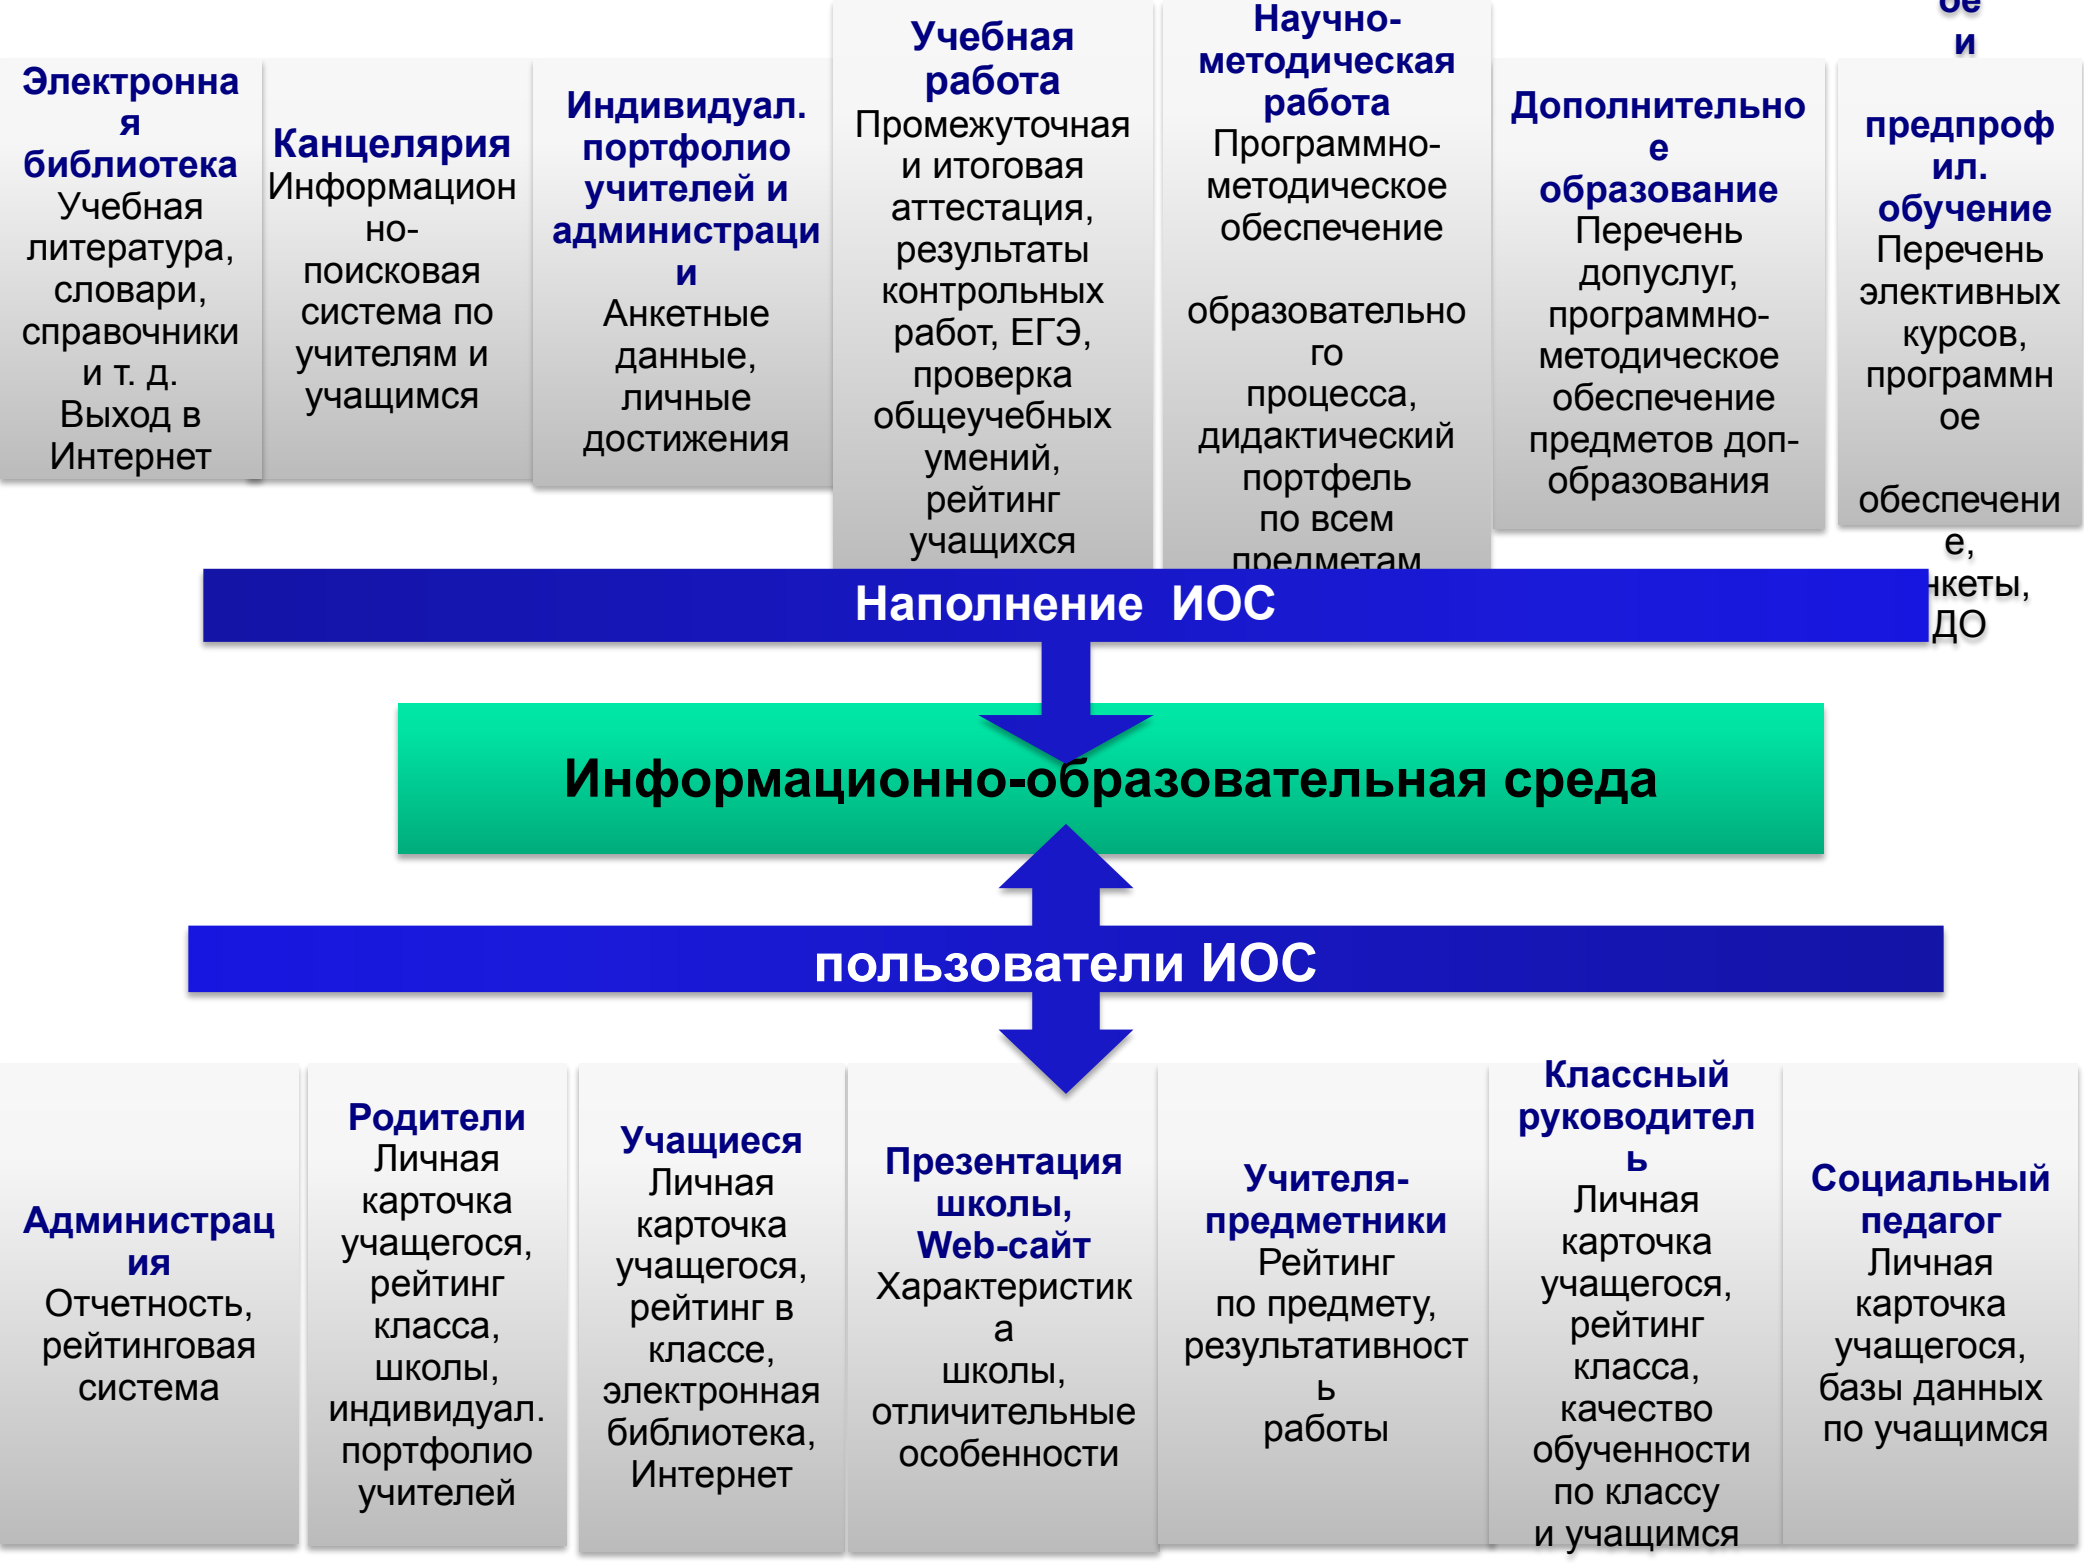 Электронна
я
библиотека
Учебная
литература,
словари,
справочники
и т. д.
Выход в
Интернет
Канцелярия
Информацион
но-
поисковая
система по
учителям и
учащимся
Индивидуал.
портфолио
учителей и
администраци
и
Анкетные
данные,
личные
достижения
Учебная
работа
Промежуточная
и итоговая
аттестация,
результаты
контрольных
работ, ЕГЭ,
проверка
общеучебных
умений,
рейтинг
учащихся
Научно-
методическая
работа
Программно-
методическое
обеспечение
образовательно
го
процесса,
дидактический
портфель
по всем
предметам
Дополнительно
е
образование
Перечень
допуслуг,
программно-
методическое
обеспечение
предметов доп-
образования
и
предпроф
ил.
обучение
Перечень
элективных
курсов,
программн
ое
обеспечени
е,
нкеты,
ДО
Наполнение ИОС
Информационно-образовательная среда
пользователи ИОС
Администрац
ия
Отчетность,
рейтинговая
система
Родители
Личная
карточка
учащегося,
рейтинг
класса,
школы,
индивидуал.
портфолио
учителей
Учащиеся
Личная
карточка
учащегося,
рейтинг в
классе,
электронная
библиотека,
Интернет
Презентация
школы,
Web-сайт
Характеристик
а
школы,
отличительные
особенности
Учителя-
предметники
Рейтинг
по предмету,
результативност
ь
работы
Классный
руководител
ь
Личная
карточка
учащегося,
рейтинг
класса,
качество
обученности
по классу
и учащимся
Социальный
педагог
Личная
карточка
учащегося,
базы данных
по учащимся